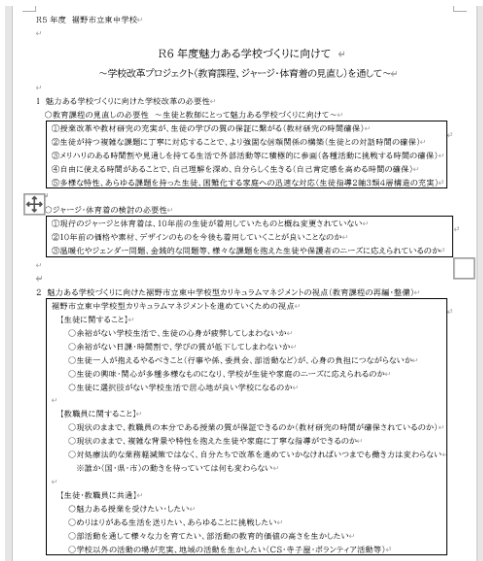 R5 年度 裾野市立東中学校
R6 年度魅力ある学校づくりに向けて
～学校改革プロジェクト(教育課程、ジャージ・体育着の見直し)を通して～
1 魅力ある学校づくりに向けた学校改革の必要性
○教育課程の見直しの必要性 ～生徒と教師にとって魅力ある学校づくりに向けて～
①授業改革や教材研究の充実が、生徒の学びの質の保証に繋がる(教材研究の時間確保)
②生徒が持つ複雑な課題に丁寧に対応することで、より強固な信頼関係の構築(生徒との対話時間の確保)
③メリハリのある時間割や見通しを持てる生活で外部活動等に積極的に参画(各種活動に挑戦する時間の確保)
④自由に使える時間があることで、自己理解を深め、自分らしく生きる(自己肯定感を高める時間の確保)
⑤多様な特性、あらゆる課題を持った生徒、困難化する家庭への迅速な対応(生徒指導2軸3類4層構造の充実)
○ジャージ・体育着の検討の必要性
①現行のジャージと体育着は、10年前の生徒が着用していたものと概ね変更されていない
②10年前の価格や素材、デザインのものを今後も着用していくことが良いことなのか
③温暖化やジェンダー問題、金銭的な問題等、様々な課題を抱えた生徒や保護者のニーズに応えられているのか
2 魅力ある学校づくりに向けた裾野市立東中学校型カリキュラムマネジメントの視点(教育課程の再編・整備)
裾野市立東中学校型カリキュラムマネジメントを進めていくための視点
【生徒に関すること】
○余裕がない学校生活で、生徒の心身が疲弊してしまわないか
○余裕がない日課・時間割で、学びの質が低下してしまわないか
○生徒一人が抱えるやるべきこと(行事や係、委員会、部活動など)が、心身の負担につながらないか
○生徒の興味・関心が多種多様なものになり、学校が生徒や家庭のニーズに応えられるのか
○生徒に選択肢がない学校生活で居心地が良い学校になるのか
【教職員に関すること】
○現状のままで、教職員の本分である授業の質が保証できるのか(教材研究の時間が確保されているのか)
○現状のままで、複雑な背景や特性を抱えた生徒や家庭に丁寧な指導ができるのか
○対処療法的な業務軽減策ではなく、自分たちで改革を進めていかなければいつまでも働き方は変わらない
※誰か(国・県・市)の動きを待っていては何も変わらない
【生徒・教職員に共通】
○魅力ある授業を受けたい・したい
○めりはりがある生活を送りたい、あらゆることに挑戦したい
○部活動を通して様々な力を育てたい、部活動の教育的価値の高さを生かしたい
○学校以外の活動の場が充実、地域の活動を生かしたい(CS・寺子屋・ボランティア活動等)